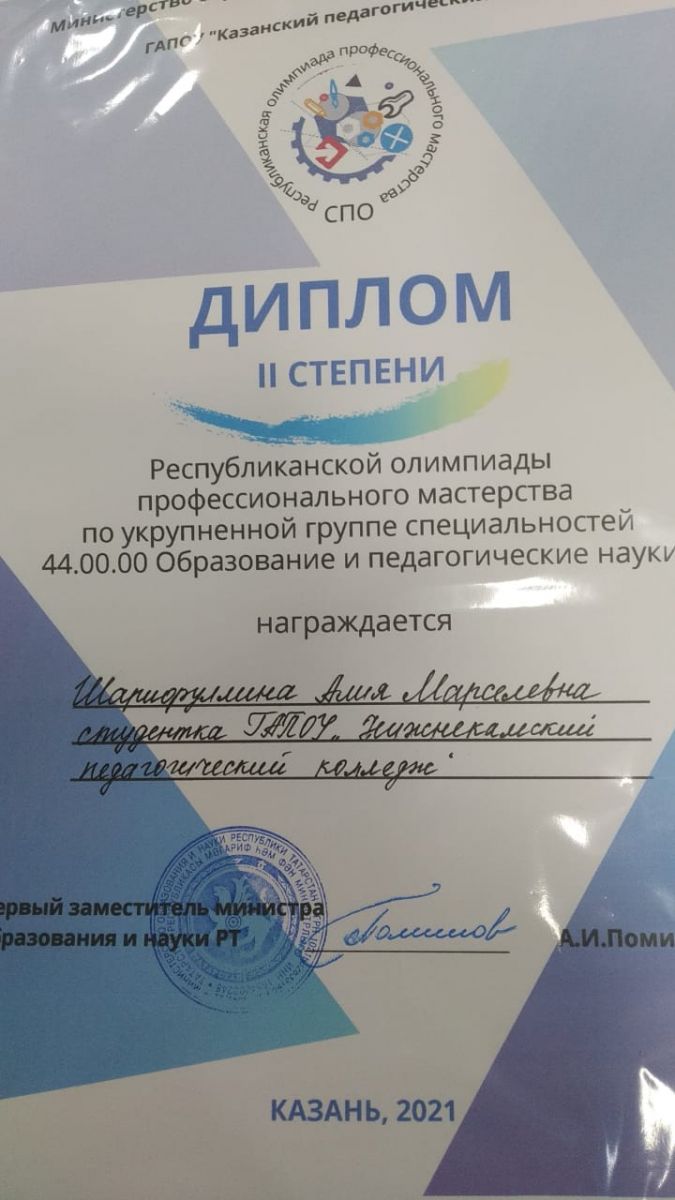 Министерство
ГАПОУ "Казанский педагогический
Республиканская олимпиада профессионального мастерства
СПО
ДИПЛОМ
II СТЕПЕНИ
Республиканской олимпиады
профессионального мастерства
по укрупненной группе специальностей
44.00.00 Образование и педагогические науки
награждается
Шарифуллина Алия Марселевна
студентка ГАПОУ „Нижнекамский
педагогический колледж"
ервый заместитель министра
бразования и науки РТ
А.И.Поми
КАЗАНЬ, 2021